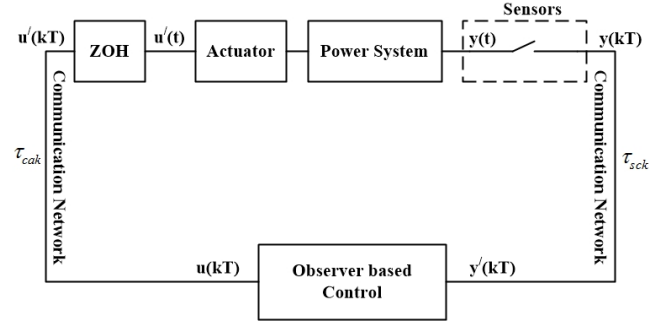 Sensors
u/(kT)
ZOH
u/(t)
Actuator
Power System
y(t)
y(kT)
Communication Network
τcak
Communication Network
τsck
u(kT)
Observer based
Control
y/(kT)